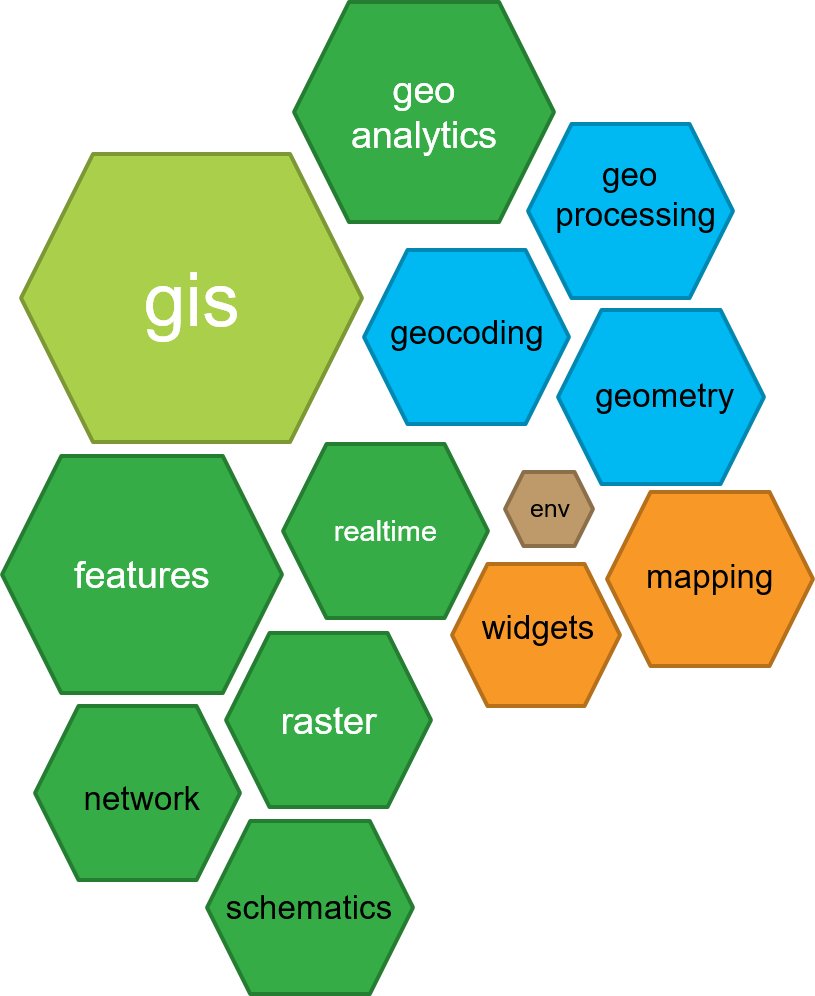 geo
analytics
geo
processing
gis
geocoding
geometry
env
realtime
features
mapping
widgets
raster
network
schematics